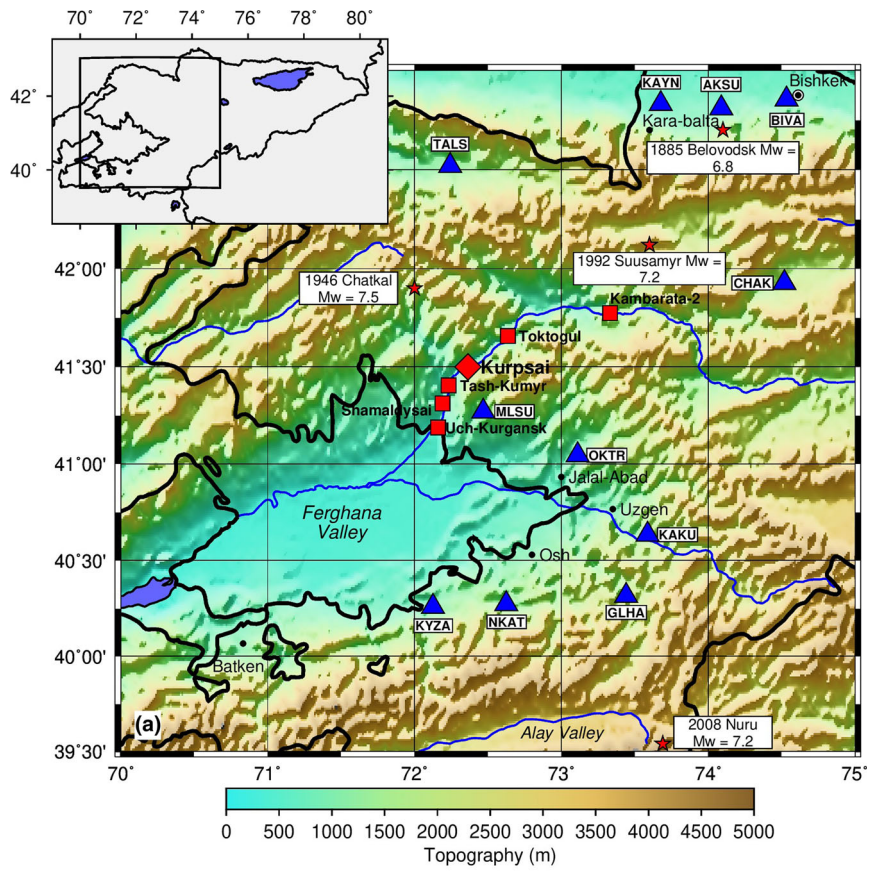 70° 72° 74° 76° 78° 80°
42°
40°
KAYN
AKSU
Bishkek
Kara-balta
BIVA
TALS
1885 Belovodsk Mw =
6.8
42°00'
1992 Suusamyr Mw =
7.2
CHAK
1946 Chatkal
Mw = 7.5
Kambarata-2
Toktogul
41°30'
Kurpsai
Tash-Kumyr
Shamaldysai
MLSU
Uch-Kurgansk
41°00'
OKTR
Jalal-Abad
Ferghana
Valley
Uzgen
40°30'
KAKU
Osh
GLHA
KYZA
NKAT
40°00'
Batken
(a)
2008 Nuru
Mw = 7.2
Alay Valley
39°30'
70° 71° 72° 73° 74° 75°
0 500 1000 1500 2000 2500 3000 3500 4000 4500 5000
Topography (m)